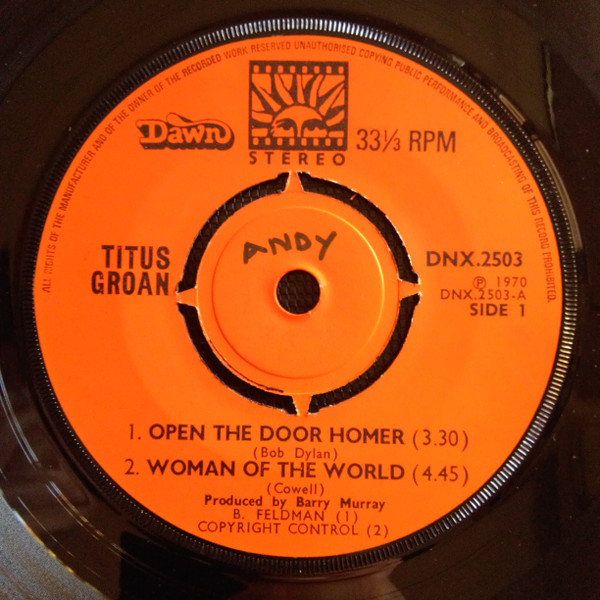 ALL RIGHTS OF THE MANUFACTURER AND OF THE OWNER OF THE RECORDED WORK RESERVED UNAUTHORISED COPYING PUBLIC PERFORMANCE AND BROADCASTING OF THIS RECORD PROHIBITED.
Dawn
STEREO
33⅓ RPM
ANDY
TiTUS
GROAN
DNX.2503
Ⓟ 1970
DNX.2503-A
SIDE 1
1. OPEN THE DOOR HOMER (3.30)
(Bob Dylan)
2. WOMAN OF THE WORLD (4.45)
(Cowell)
Produced by Barry Murray
B. FELDMAN (1)
COPYRIGHT CONTROL (2)